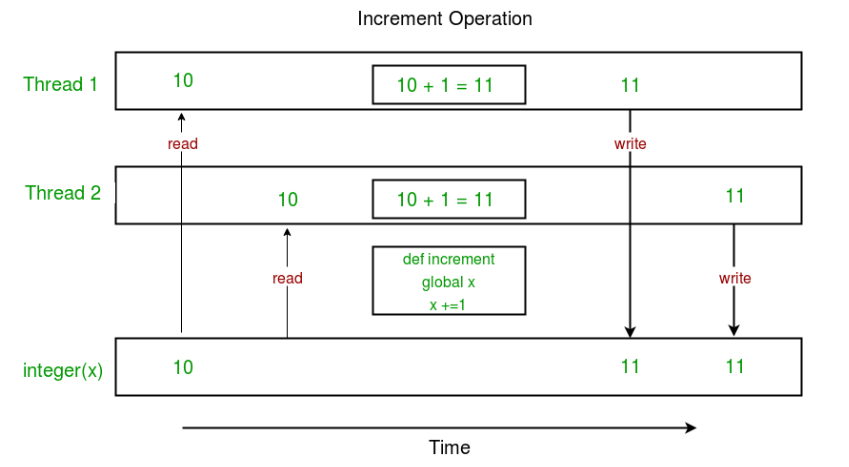 Increment Operation
Thread 1
10
10 + 1 = 11
11
read
write
Thread 2
10
10 + 1 = 11
11
read
def increment
global x
x +=1
write
integer(x)
10
11
11
Time